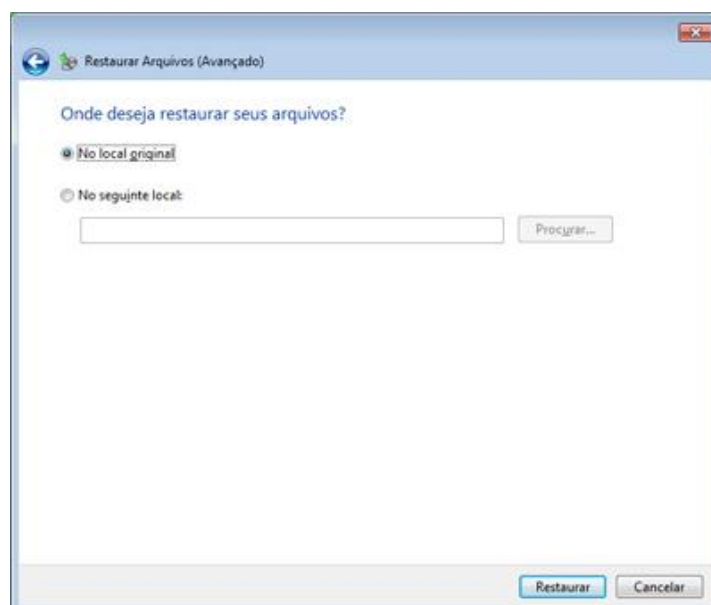 Restaurar Arquivos (Avançado)
Onde deseja restaurar seus arquivos?
No local original
No seguinte local:
Procurar...
Restaurar
Cancelar